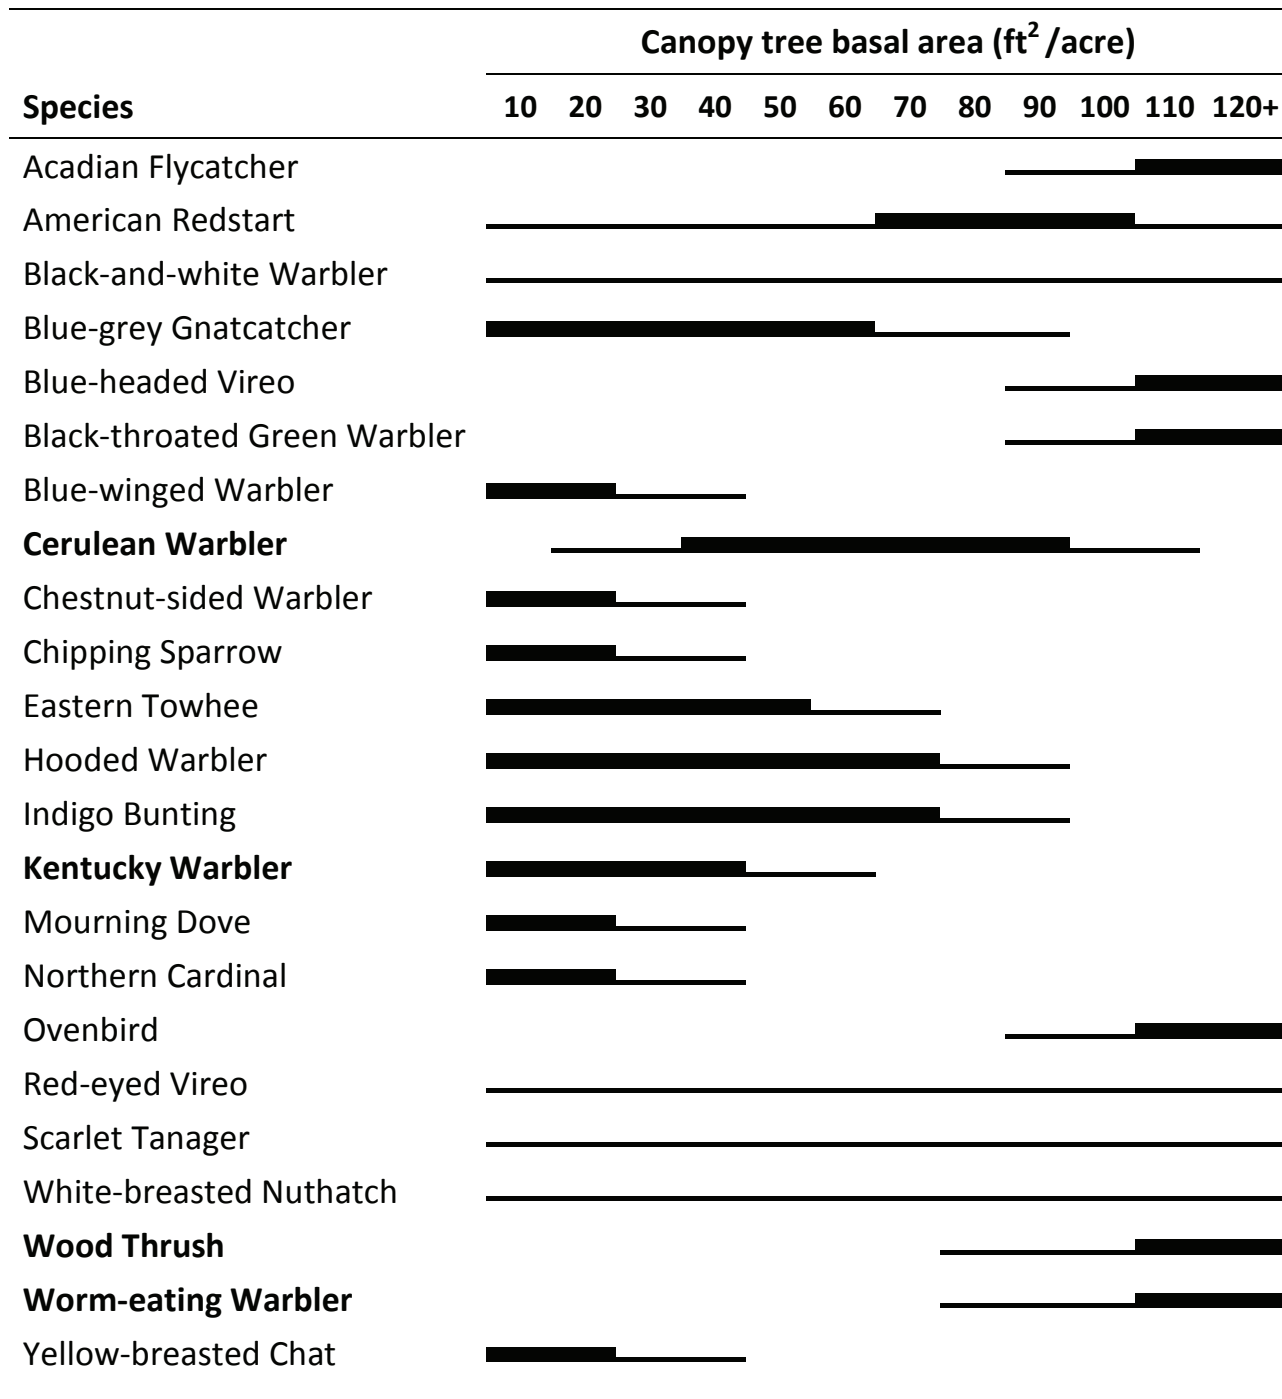 Canopy tree basal area (ft² /acre)
Species 10 20 30 40 50 60 70 80 90 100 110 120+
Acadian Flycatcher
American Redstart
Black-and-white Warbler
Blue-grey Gnatcatcher
Blue-headed Vireo
Black-throated Green Warbler
Blue-winged Warbler
Cerulean Warbler
Chestnut-sided Warbler
Chipping Sparrow
Eastern Towhee
Hooded Warbler
Indigo Bunting
Kentucky Warbler
Mourning Dove
Northern Cardinal
Ovenbird
Red-eyed Vireo
Scarlet Tanager
White-breasted Nuthatch
Wood Thrush
Worm-eating Warbler
Yellow-breasted Chat